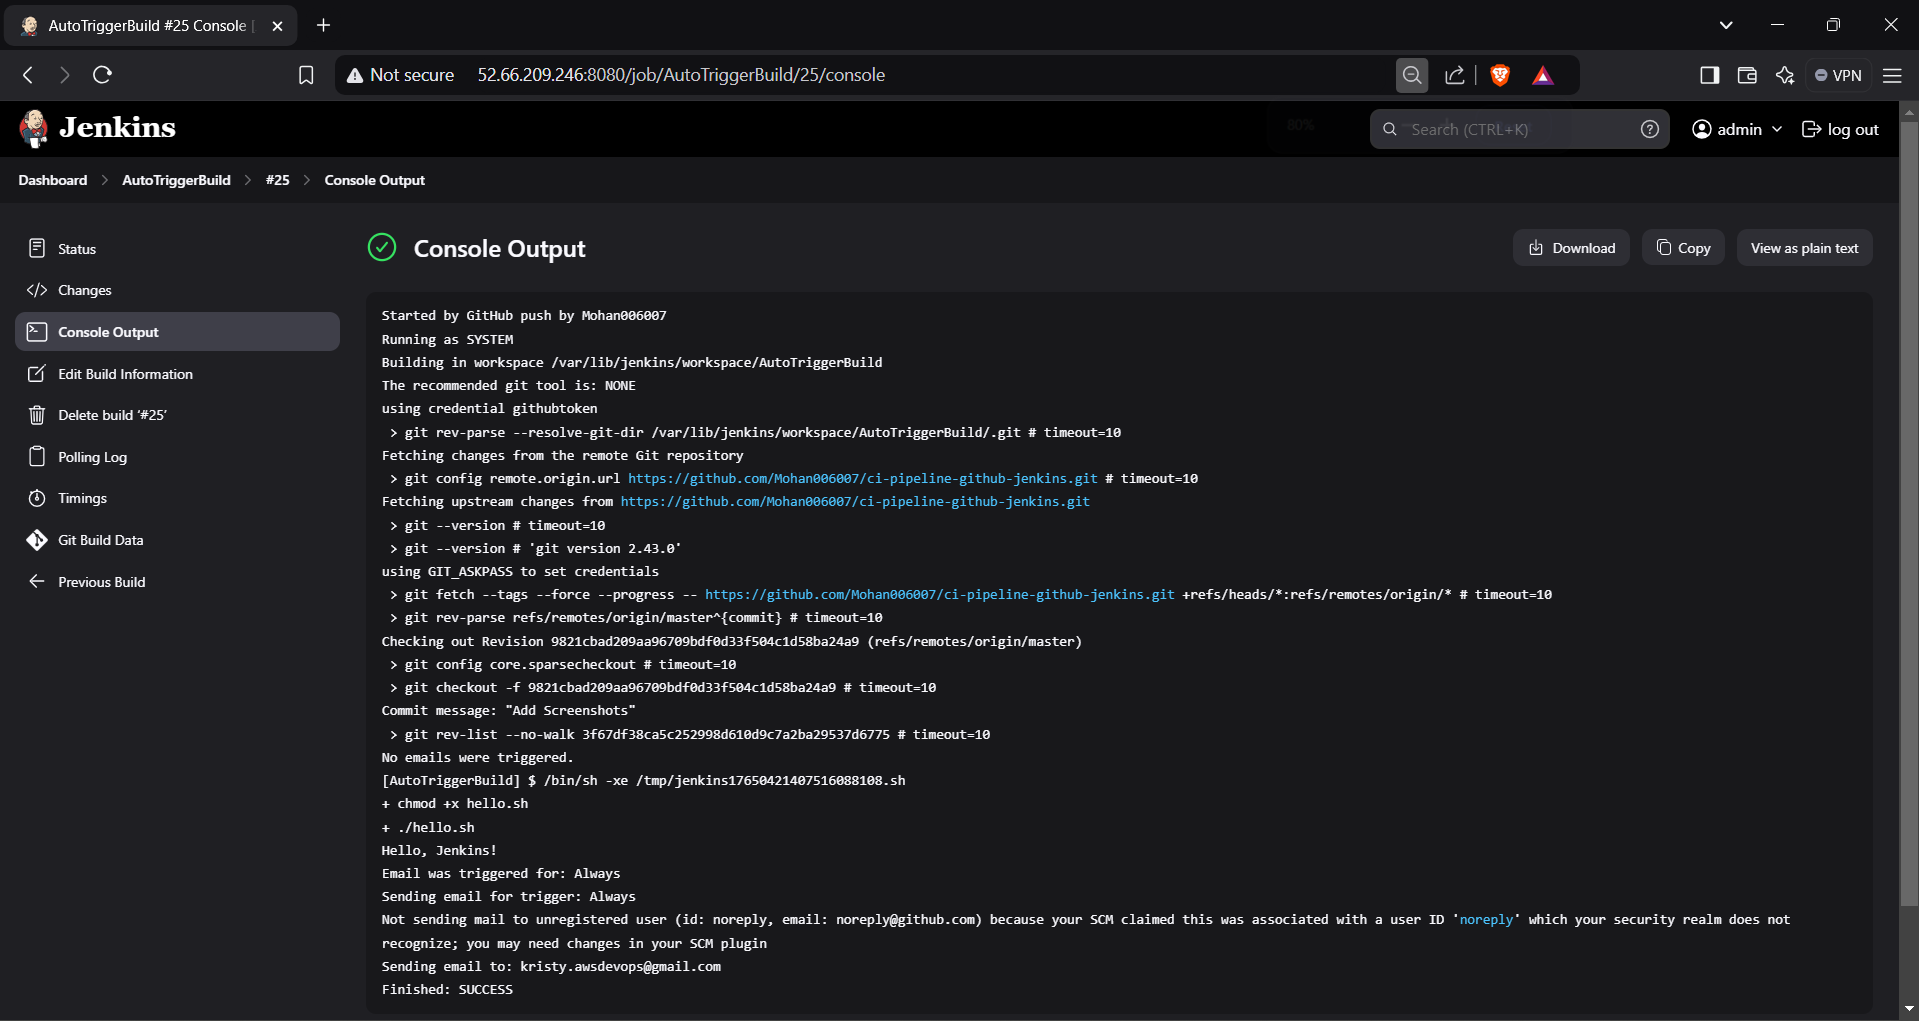 AutoTriggerBuild #25 Console [
Not secure 52.66.209.246:8080/job/AutoTriggerBuild/25/console
VPN
Jenkins
80%
Search (CTRL+K)
admin
log out
Dashboard > AutoTriggerBuild > #25 > Console Output
Status
Changes
Console Output
Edit Build Information
Delete build ‘#25’
Polling Log
Timings
Git Build Data
Previous Build
Console Output
Download
Copy
View as plain text
Started by GitHub push by Mohan006007
Running as SYSTEM
Building in workspace /var/lib/jenkins/workspace/AutoTriggerBuild
The recommended git tool is: NONE
using credential githubtoken
> git rev-parse --resolve-git-dir /var/lib/jenkins/workspace/AutoTriggerBuild/.git # timeout=10
Fetching changes from the remote Git repository
> git config remote.origin.url https://github.com/Mohan006007/ci-pipeline-github-jenkins.git # timeout=10
Fetching upstream changes from https://github.com/Mohan006007/ci-pipeline-github-jenkins.git
> git --version # timeout=10
> git --version # 'git version 2.43.0'
using GIT_ASKPASS to set credentials
> git fetch --tags --force --progress -- https://github.com/Mohan006007/ci-pipeline-github-jenkins.git +refs/heads/*:refs/remotes/origin/* # timeout=10
> git rev-parse refs/remotes/origin/master^{commit} # timeout=10
Checking out Revision 9821cbad209aa96709bdf0d33f504c1d58ba24a9 (refs/remotes/origin/master)
> git config core.sparsecheckout # timeout=10
> git checkout -f 9821cbad209aa96709bdf0d33f504c1d58ba24a9 # timeout=10
Commit message: "Add Screenshots"
> git rev-list --no-walk 3f67df38ca5c252998d610d9c7a2ba29537d6775 # timeout=10
No emails were triggered.
[AutoTriggerBuild] $ /bin/sh -xe /tmp/jenkins17650421407516088108.sh
+ chmod +x hello.sh
+ ./hello.sh
Hello, Jenkins!
Email was triggered for: Always
Sending email for trigger: Always
Not sending mail to unregistered user (id: noreply, email: noreply@github.com) because your SCM claimed this was associated with a user ID 'noreply' which your security realm does not
recognize; you may need changes in your SCM plugin
Sending email to: kristy.awsdevops@gmail.com
Finished: SUCCESS